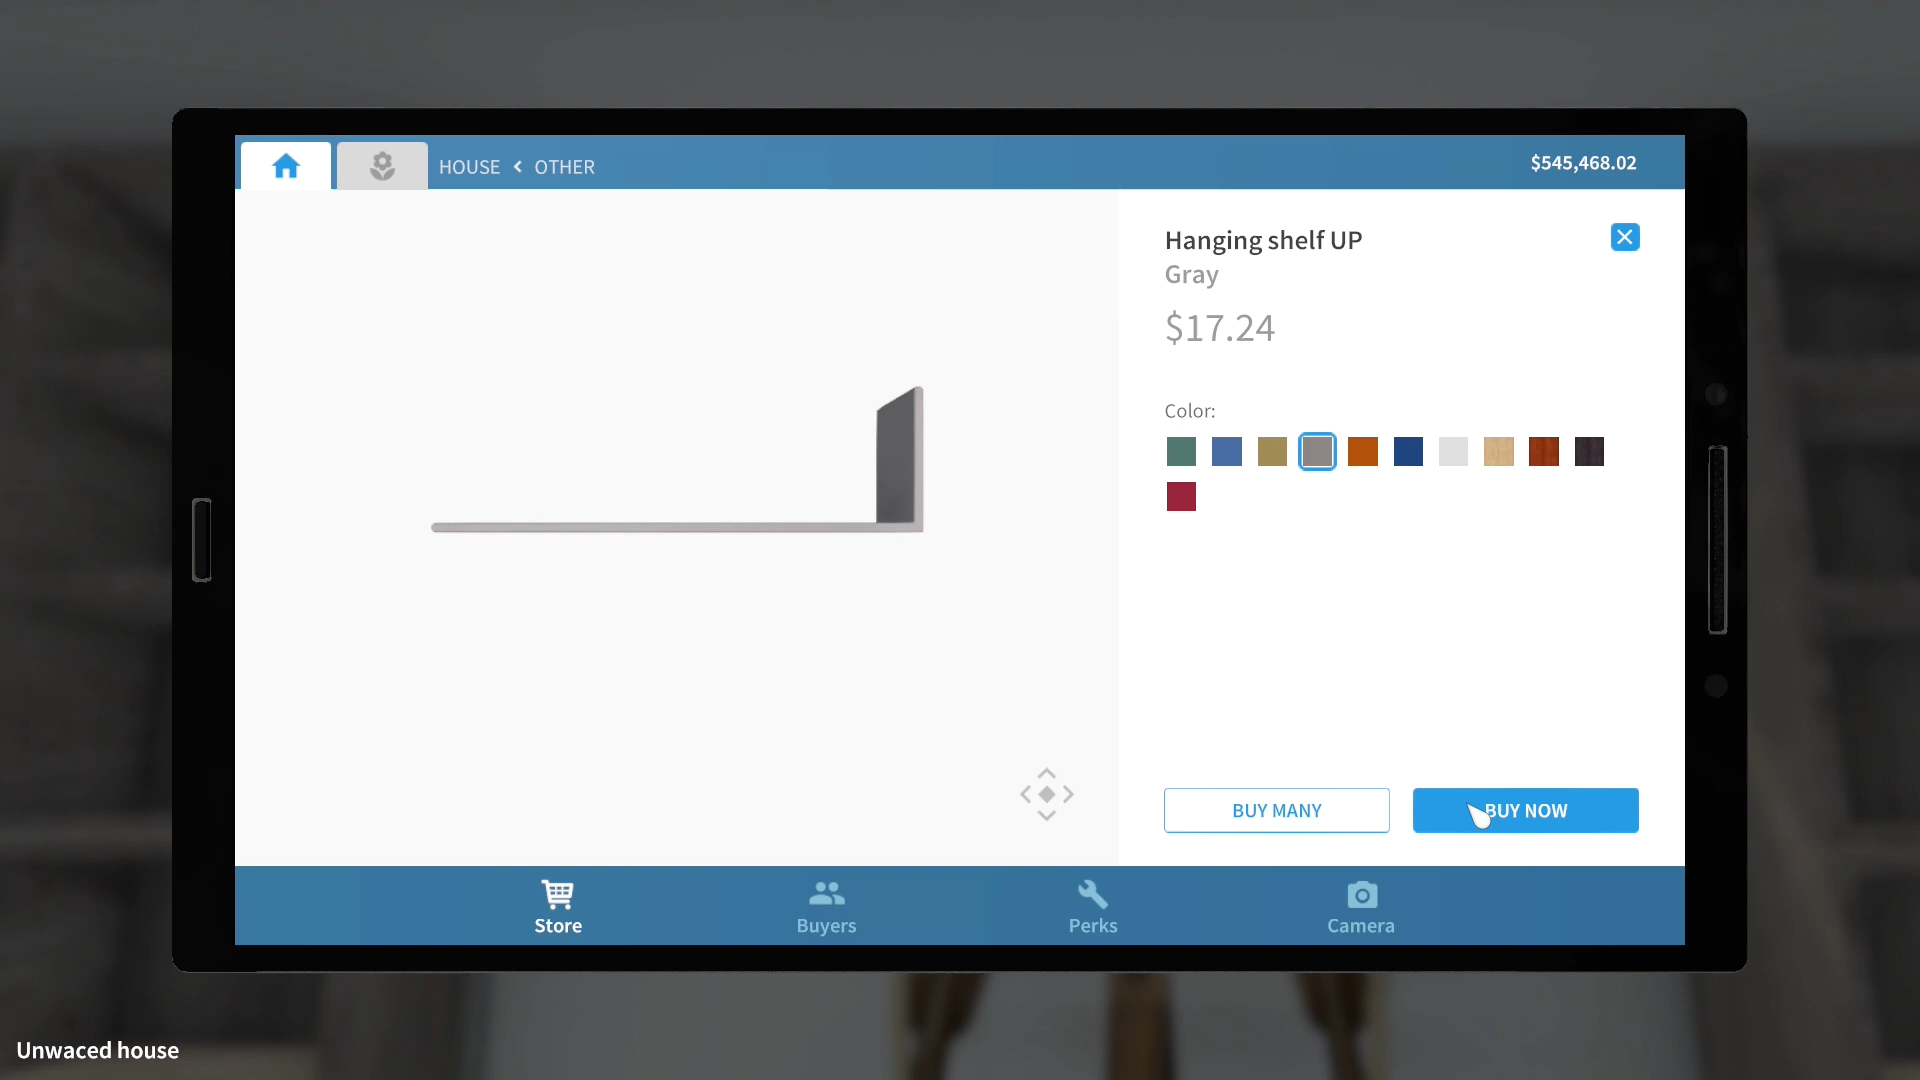 HOUSE < OTHER
$545,468.02
Hanging shelf UP
Gray
$17.24
Color:
BUY MANY
BUY NOW
Store
Buyers
Perks
Camera
Unwaced house